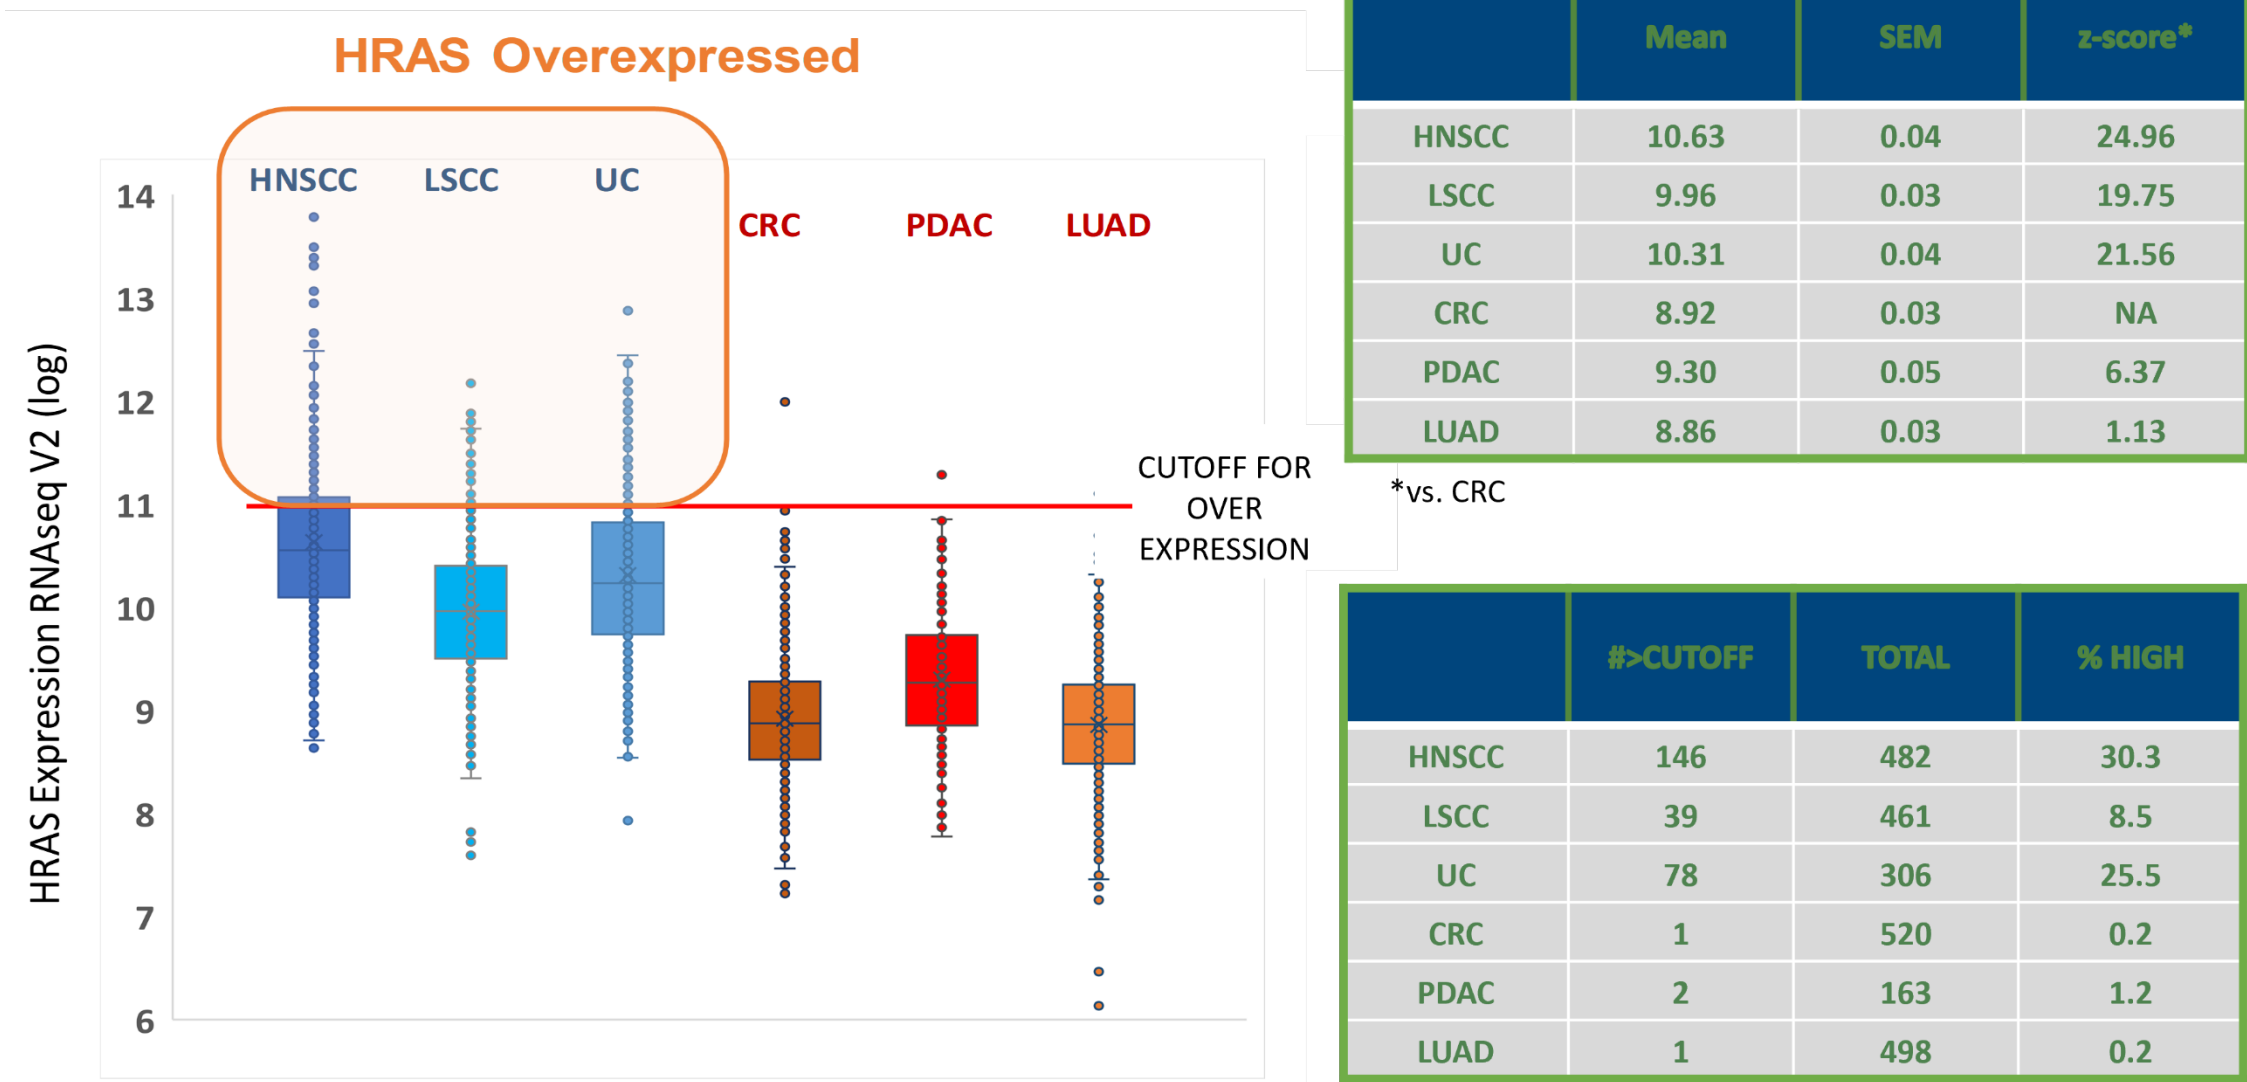 HRAS Overexpressed
HNSCC LSCC UC
CRC PDAC LUAD
14
13
12
11
10
9
8
7
6
HRAS Expression RNAseq V2 (log)
CUTOFF FOR
OVER
EXPRESSION
Mean SEM z-score*
HNSCC 10.63 0.04 24.96
LSCC 9.96 0.03 19.75
UC 10.31 0.04 21.56
CRC 8.92 0.03 NA
PDAC 9.30 0.05 6.37
LUAD 8.86 0.03 1.13
*vs. CRC
#>CUTOFF TOTAL % HIGH
HNSCC 146 482 30.3
LSCC 39 461 8.5
UC 78 306 25.5
CRC 1 520 0.2
PDAC 2 163 1.2
LUAD 1 498 0.2